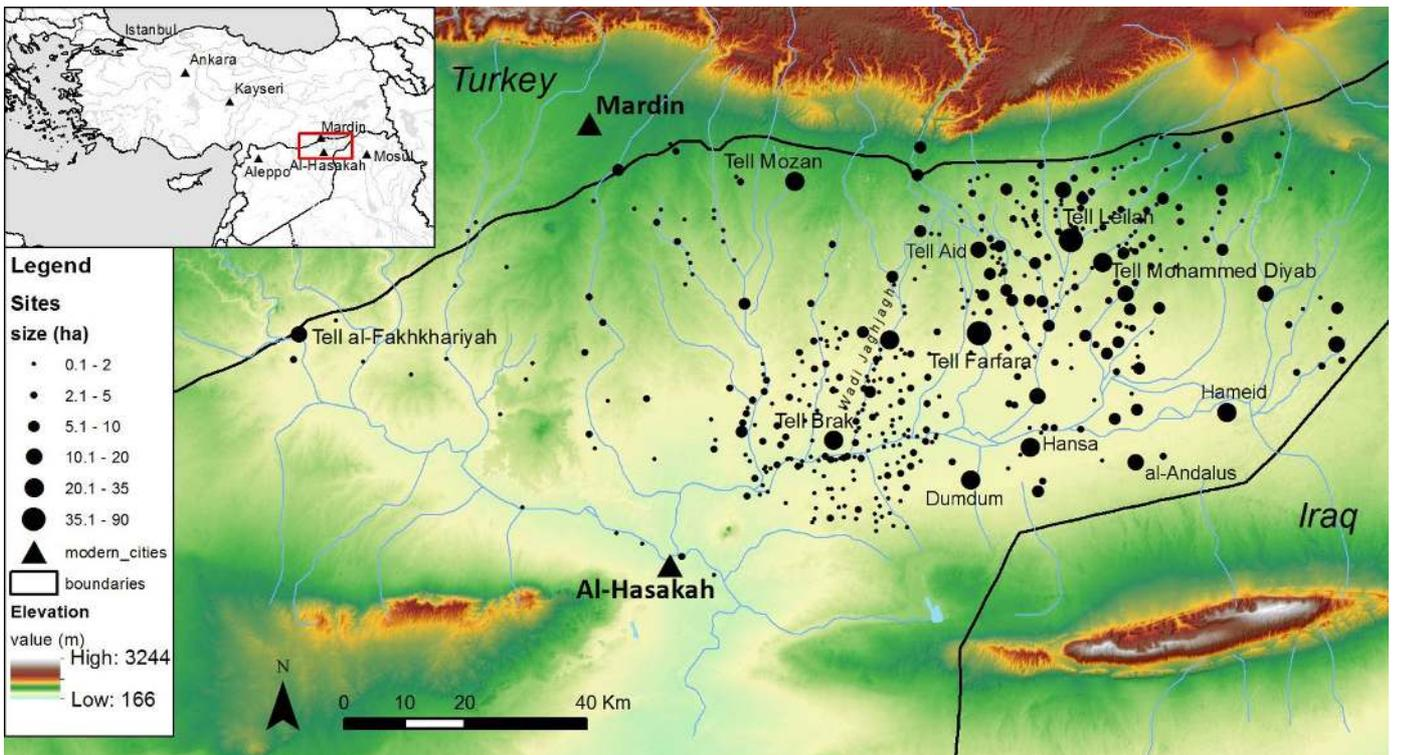 Istanbul
Ankara
Kayseri
Mardin
Al-Hasakah
Mosul
Aleppo
Legend
Sites
size (ha)
0.1 - 2
2.1 - 5
5.1 - 10
10.1 - 20
20.1 - 35
35.1 - 90
modern_cities
boundaries
Elevation
value (m)
High: 3244
Low: 166
Turkey
Mardin
Tell Mozan
Tell Leilan
Tell Aid
Tell Mohammed Diyab
Wadi Jaghjagh
Tell al-Fakhkhariyah
Tell Farfara
Hameid
Tell Brak
Hansa
al-Andalus
Dumdum
Iraq
Al-Hasakah
N
0 10 20 40 Km